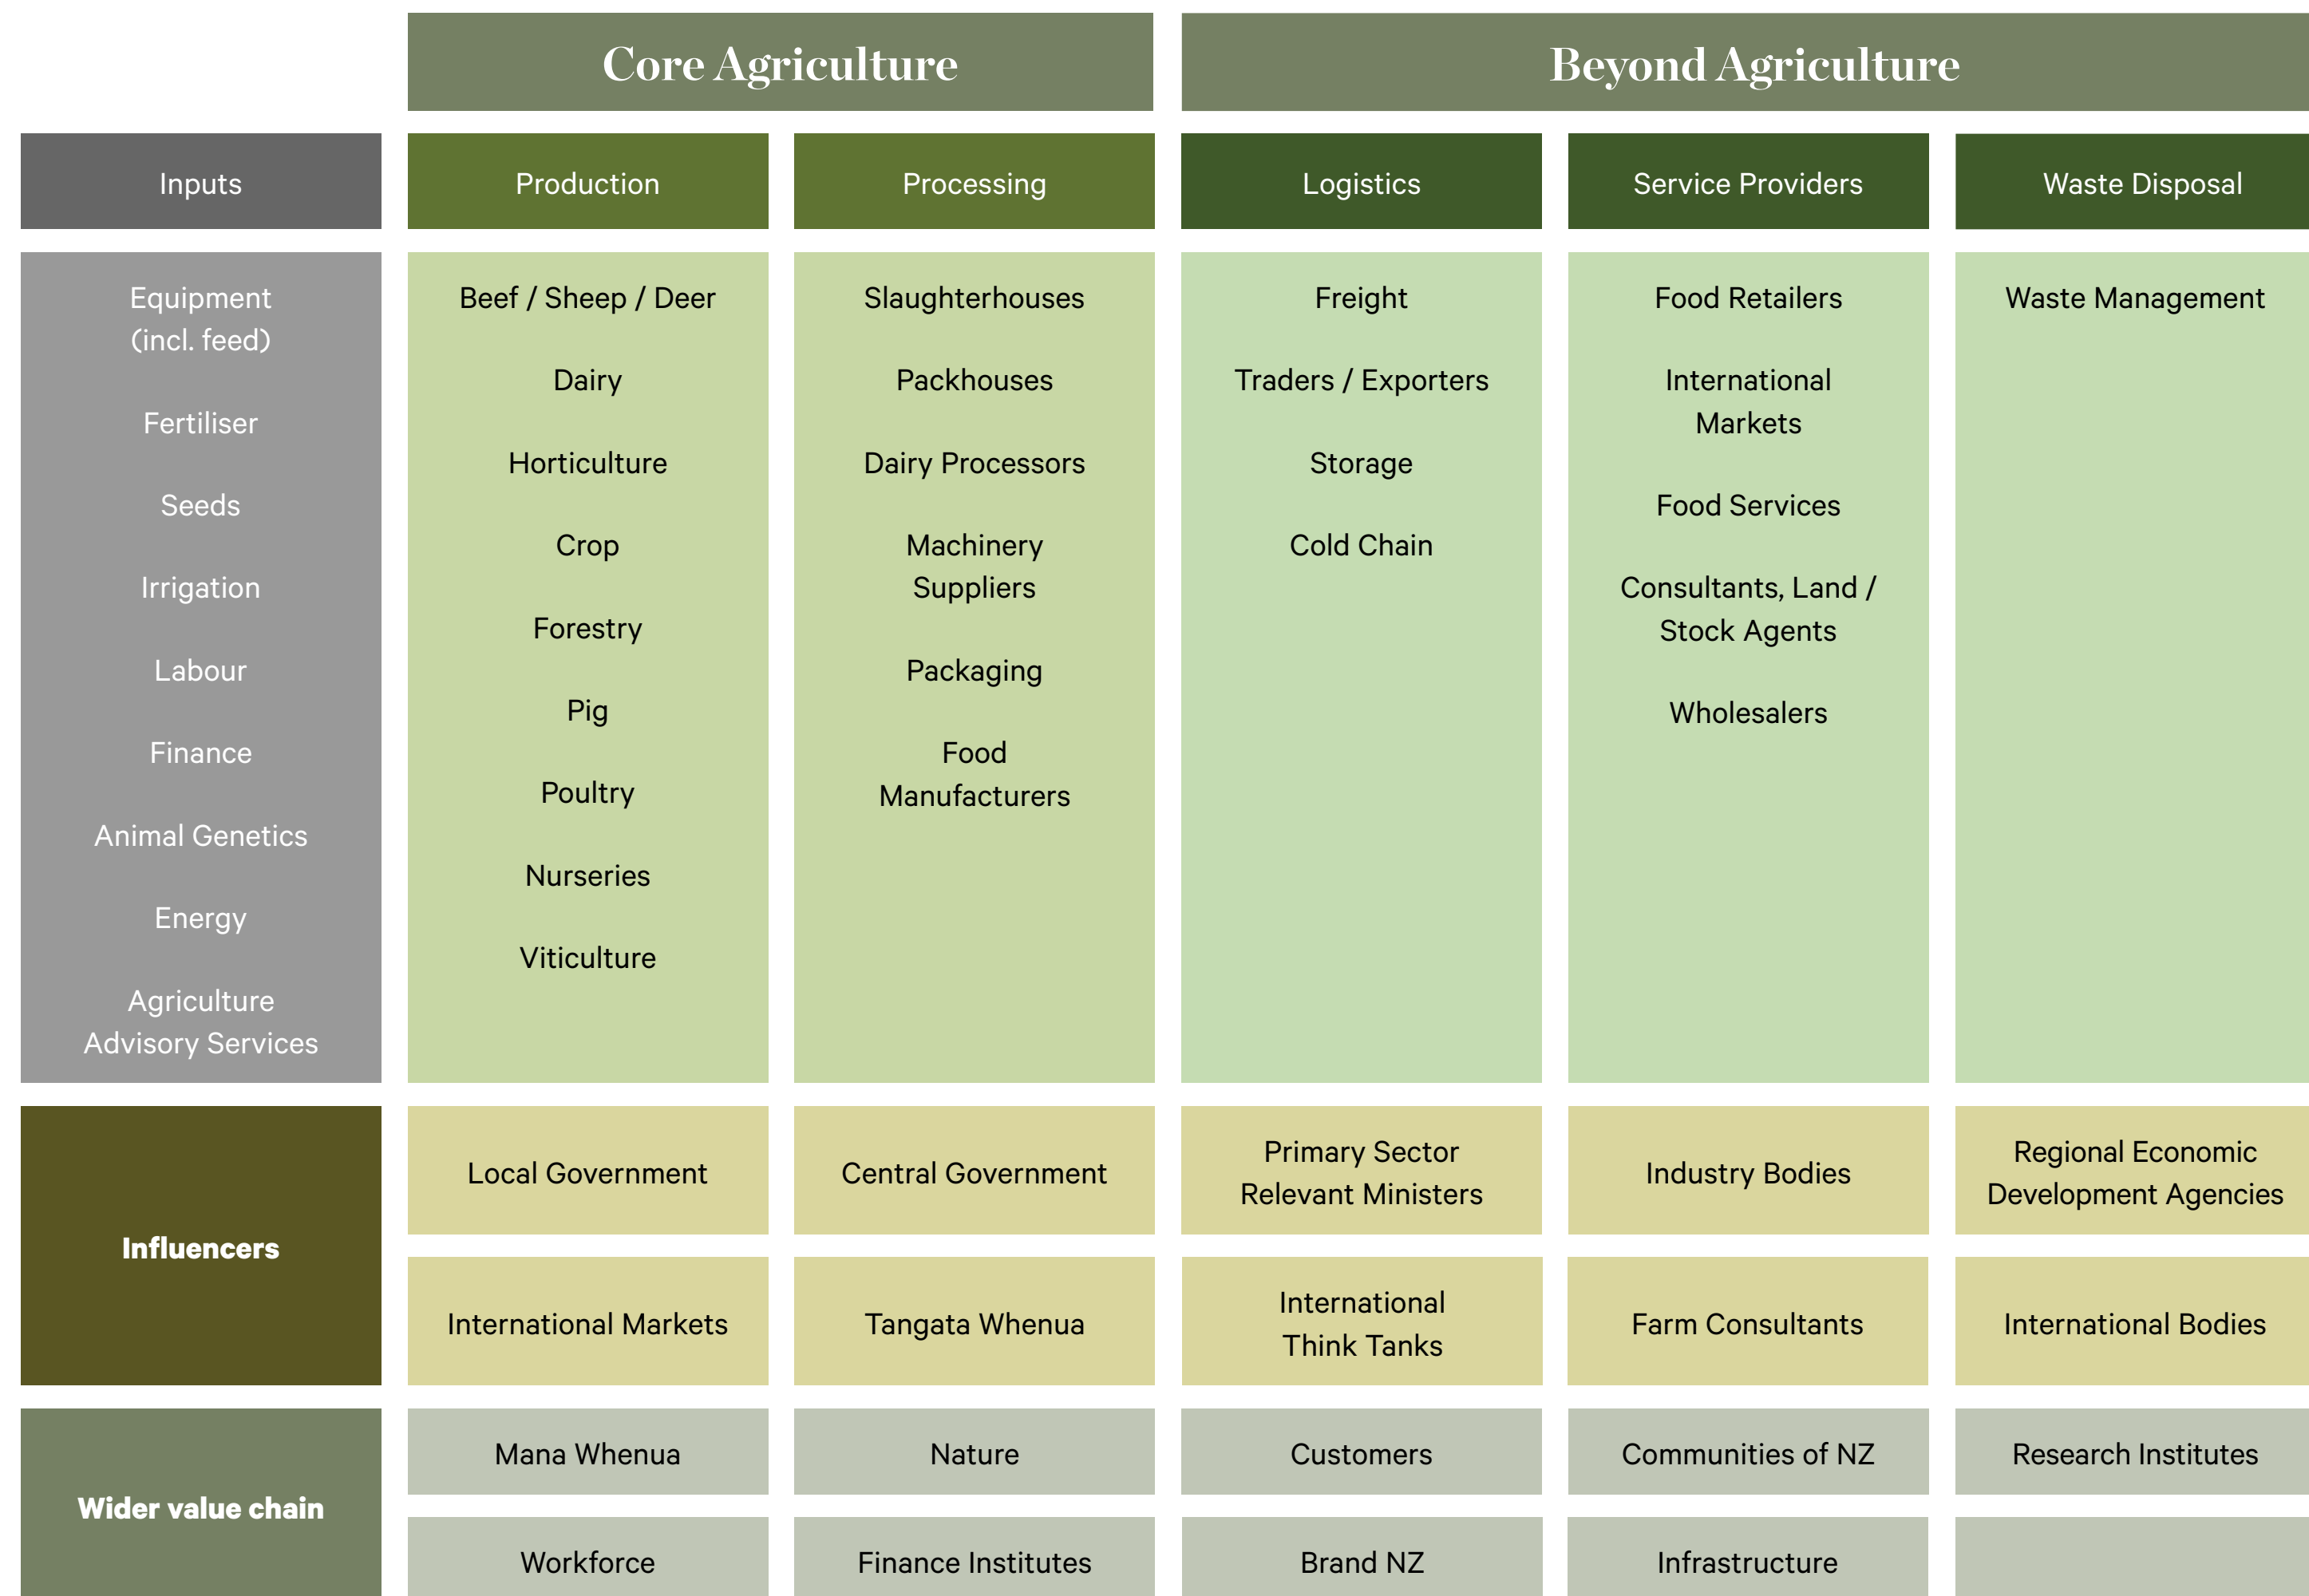 Core Agriculture
Beyond Agriculture
Inputs
Production
Processing
Logistics
Service Providers
Waste Disposal
Equipment
(incl. feed)
Fertiliser
Seeds
Irrigation
Labour
Finance
Animal Genetics
Energy
Agriculture
Advisory Services
Beef / Sheep / Deer
Dairy
Horticulture
Crop
Forestry
Pig
Poultry
Nurseries
Viticulture
Slaughterhouses
Packhouses
Dairy Processors
Machinery
Suppliers
Packaging
Food
Manufacturers
Freight
Traders / Exporters
Storage
Cold Chain
Food Retailers
International
Markets
Food Services
Consultants, Land /
Stock Agents
Wholesalers
Waste Management
Influencers
Local Government
Central Government
Primary Sector
Relevant Ministers
Industry Bodies
Regional Economic
Development Agencies
International Markets
Tangata Whenua
International
Think Tanks
Farm Consultants
International Bodies
Wider value chain
Mana Whenua
Nature
Customers
Communities of NZ
Research Institutes
Workforce
Finance Institutes
Brand NZ
Infrastructure